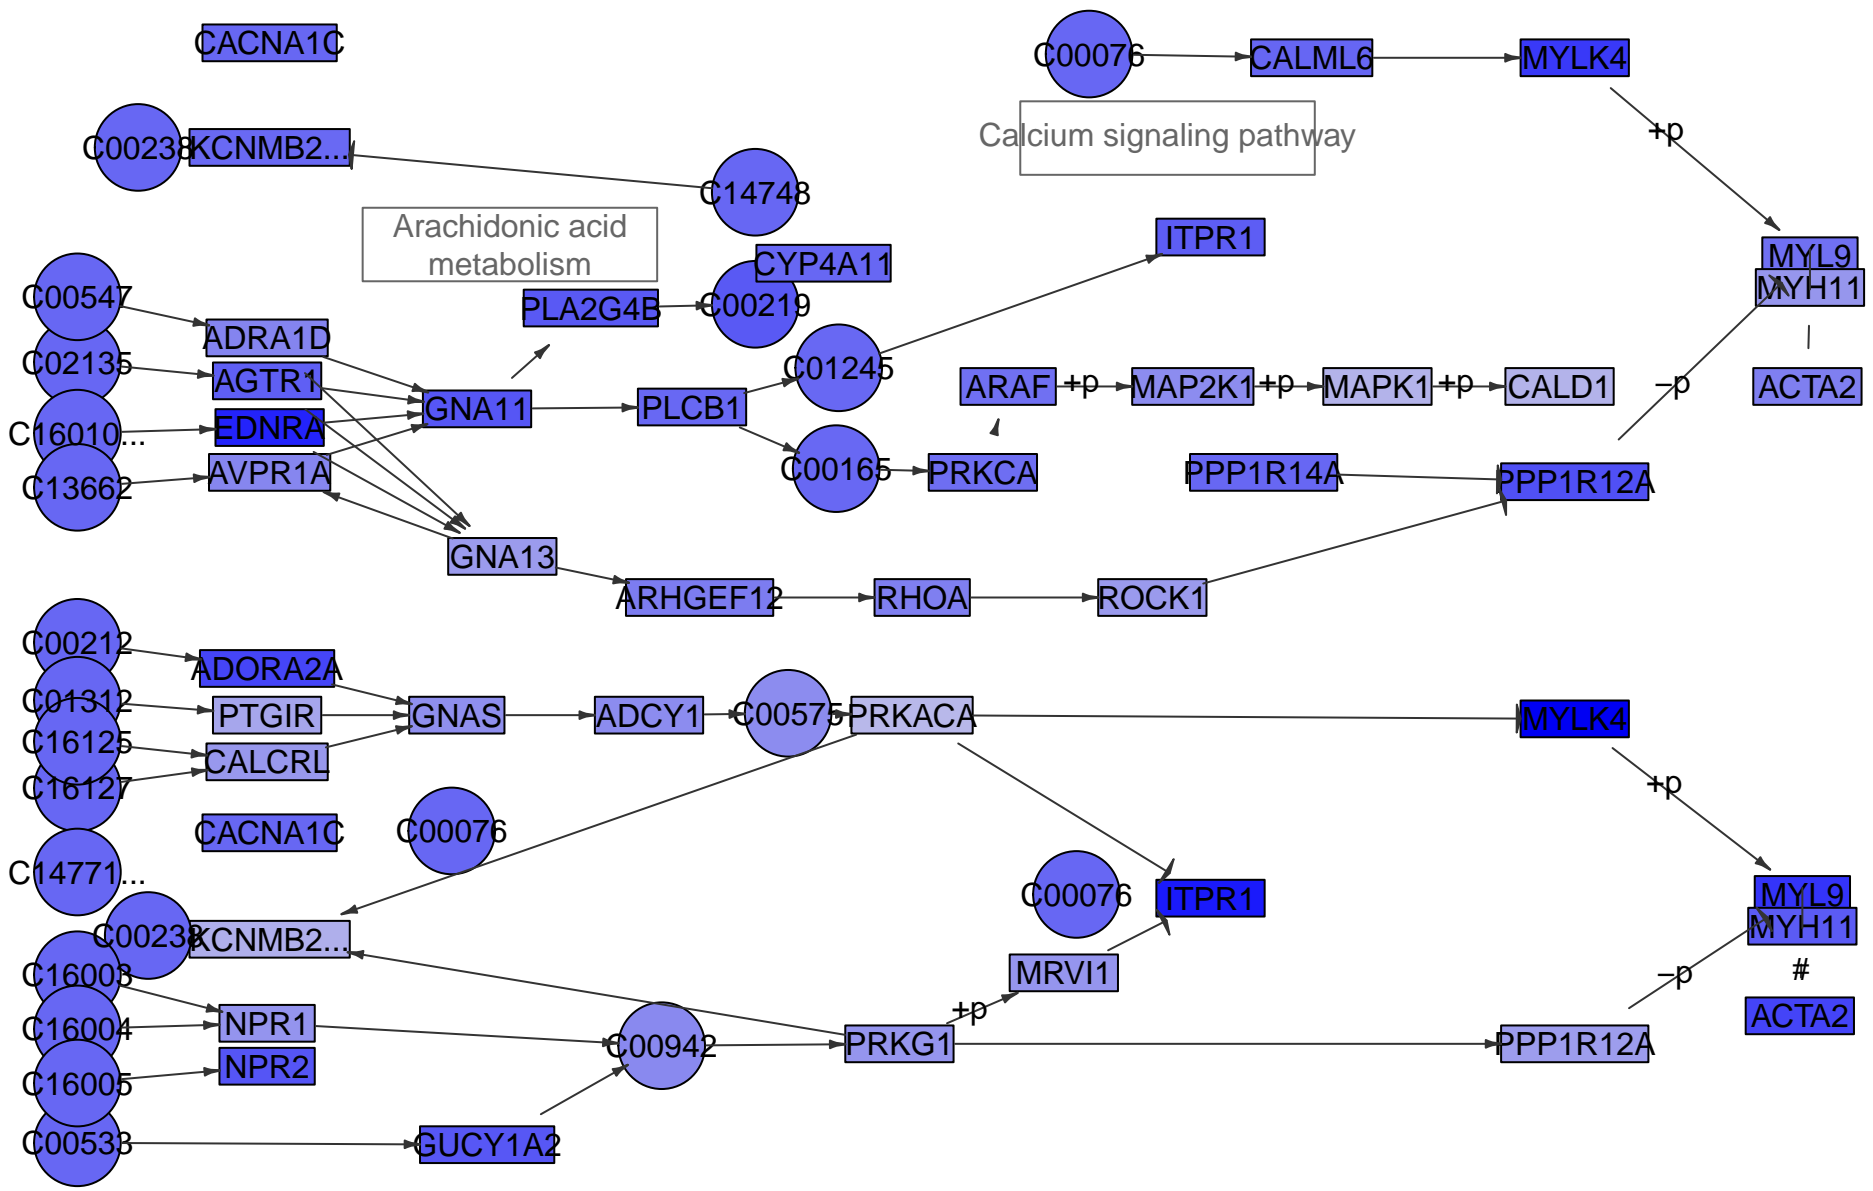 CACNA1C
C00076
CALML6
MYLK4
Calcium signaling pathway
+p
C00238
KCNMB2...
C14748
Arachidonic acid
metabolism
ITPR1
MYL9
MYH11
CYP4A11
C00219
PLA2G4B
C00547
ADRA1D
C02135
AGTR1
C16010...
EDNRA
C13662
AVPR1A
GNA11
PLCB1
C01245
C00165
ARAF
+p
MAP2K1
+p
MAPK1
+p
CALD1
–p
ACTA2
PRKCA
PPP1R14A
PPP1R12A
GNA13
ARHGEF12
RHOA
ROCK1
C00212
ADORA2A
C01312
PTGIR
GNAS
ADCY1
C00575
PRKACA
MYLK4
C16125
CALCRL
C16127
+p
CACNA1C
C00076
C14771...
C00076
ITPR1
MYL9
MYH11
C00238
KCNMB2...
C16003
MRVI1
–p
#
+p
C16004
NPR1
ACTA2
C00942
PRKG1
PPP1R12A
C16005
NPR2
C00533
GUCY1A2